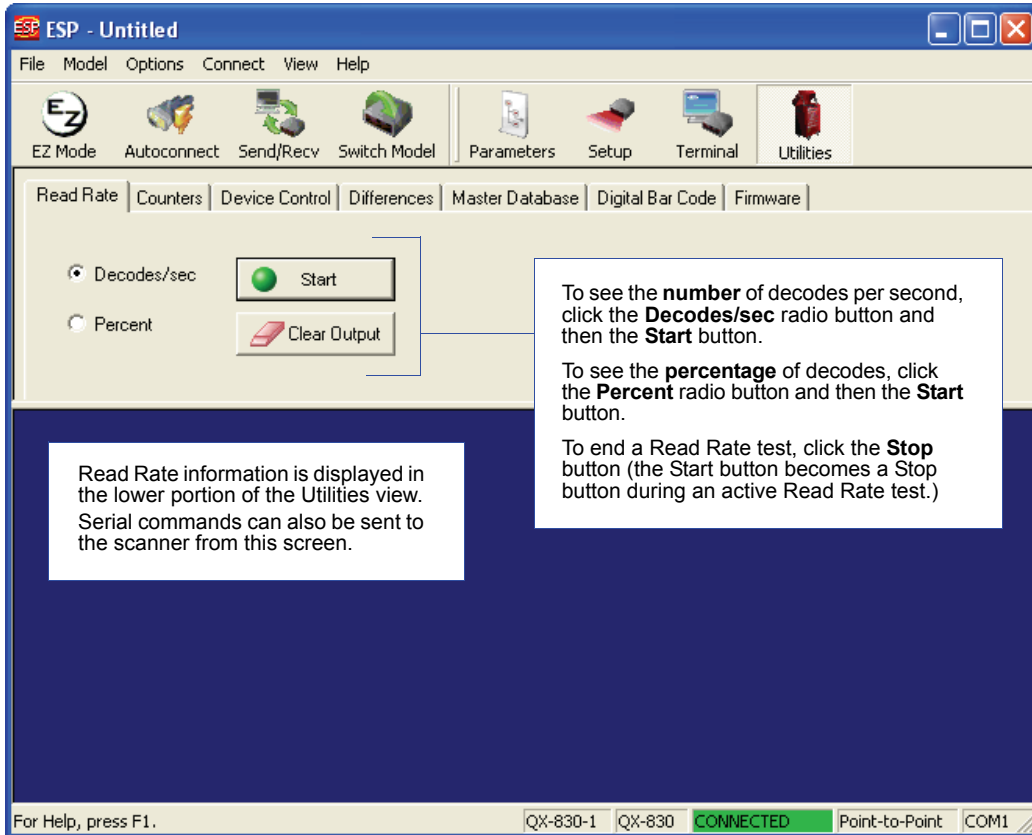 ESP
ESP - Untitled
File Model Options Connect View Help
EZ
EZ Mode Autoconnect Send/Recv Switch Model Parameters Setup Terminal Utilities
Read Rate Counters Device Control Differences Master Database Digital Bar Code Firmware
Decodes/sec
Start
Percent
Clear Output
To see the number of decodes per second,
click the Decodes/sec radio button and
then the Start button.
To see the percentage of decodes, click
the Percent radio button and then the Start
button.
To end a Read Rate test, click the Stop
button (the Start button becomes a Stop
button during an active Read Rate test.)
Read Rate information is displayed in
the lower portion of the Utilities view.
Serial commands can also be sent to
the scanner from this screen.
For Help, press F1. QX-830-1 QX-830 CONNECTED Point-to-Point COM1